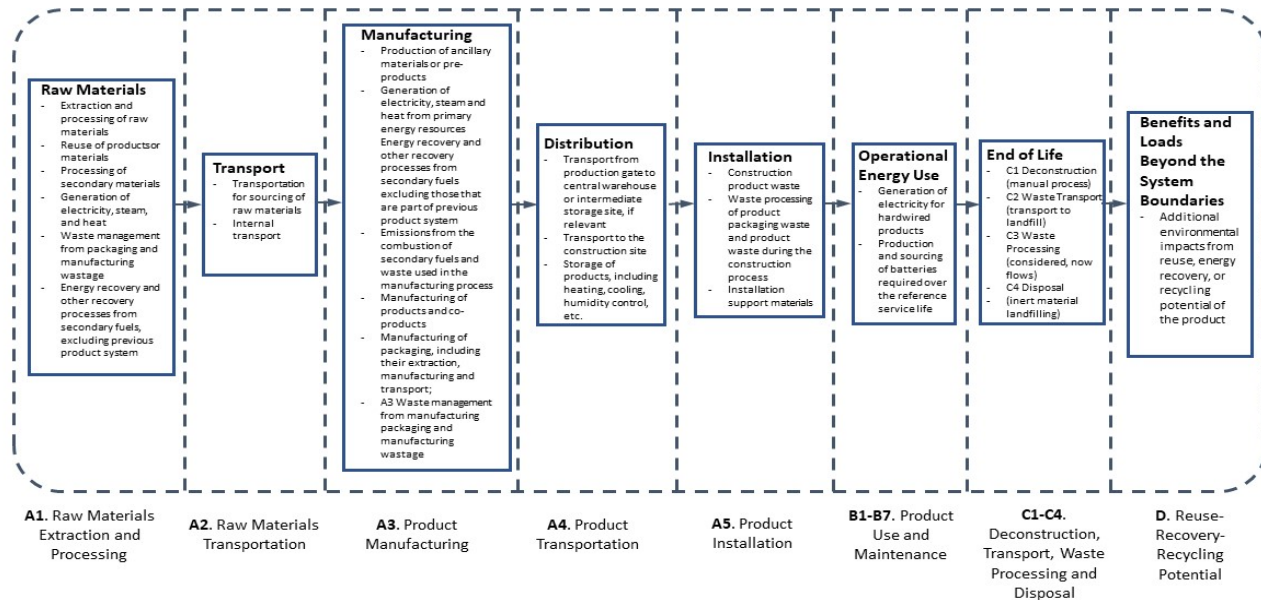 Raw Materials
- Extraction and
processing of raw
materials
- Reuse of productsor
materials
- Processing of
secondary materials
- Generation of
electricity, steam, and
heat
- Waste management
from packaging and
manufacturing
wastage
- Energy recovery and
other recovery
processes from
secondary fuels,
excluding previous
product system
Transport
- Transportation
for sourcing of
raw materials
- Internal
transport
Manufacturing
- Production of ancillary
materials or pre-
products
- Generation of
electricity, steam and
heat from primary
energy resources
Energy recovery and
other recovery
processes from
secondary fuels
excluding those that
are part of previous
product system
- Emissions from the
combustion of
secondary fuels and
waste used in the
manufacturing process
- Manufacturing of
products and co-
products
- Manufacturing of
packaging, including
their extraction,
manufacturing and
transport;
- A3 Waste management
from manufacturing
packaging and
manufacturing
wastage
Distribution
- Transport from
production gate to
central warehouse
or intermediate
storage site, if
relevant
- Transport to the
construction site
- Storage of
products, including
heating, cooling,
humidity control,
etc.
Installation
- Construction
product waste
- Waste processing of
product
packaging waste
and product
waste during the
construction
process
- Installation
support materials
Operational
Energy Use
- Generation of
electricity for
hardwired
products
- Production
and sourcing of
batteries
required over
the reference
service life
End of Life
- C1 Deconstruction
(manual process)
- C2 Waste Transport
(transport to
landfill)
- C3 Waste
Processing
(considered, now
flows)
- C4 Disposal
- (inert material
landfilling)
Benefits and
Loads
Beyond the
System
Boundaries
- Additional
environmental
impacts from
reuse, energy
recovery, or
recycling
potential of
the product
A1. Raw Materials
Extraction and
Processing
A2. Raw Materials
Transportation
A3. Product
Manufacturing
A4. Product
Transportation
A5. Product
Installation
B1-B7. Product
Use and
Maintenance
C1-C4.
Deconstruction,
Transport, Waste
Processing and
Disposal
D. Reuse-
Recovery-
Recycling
Potential